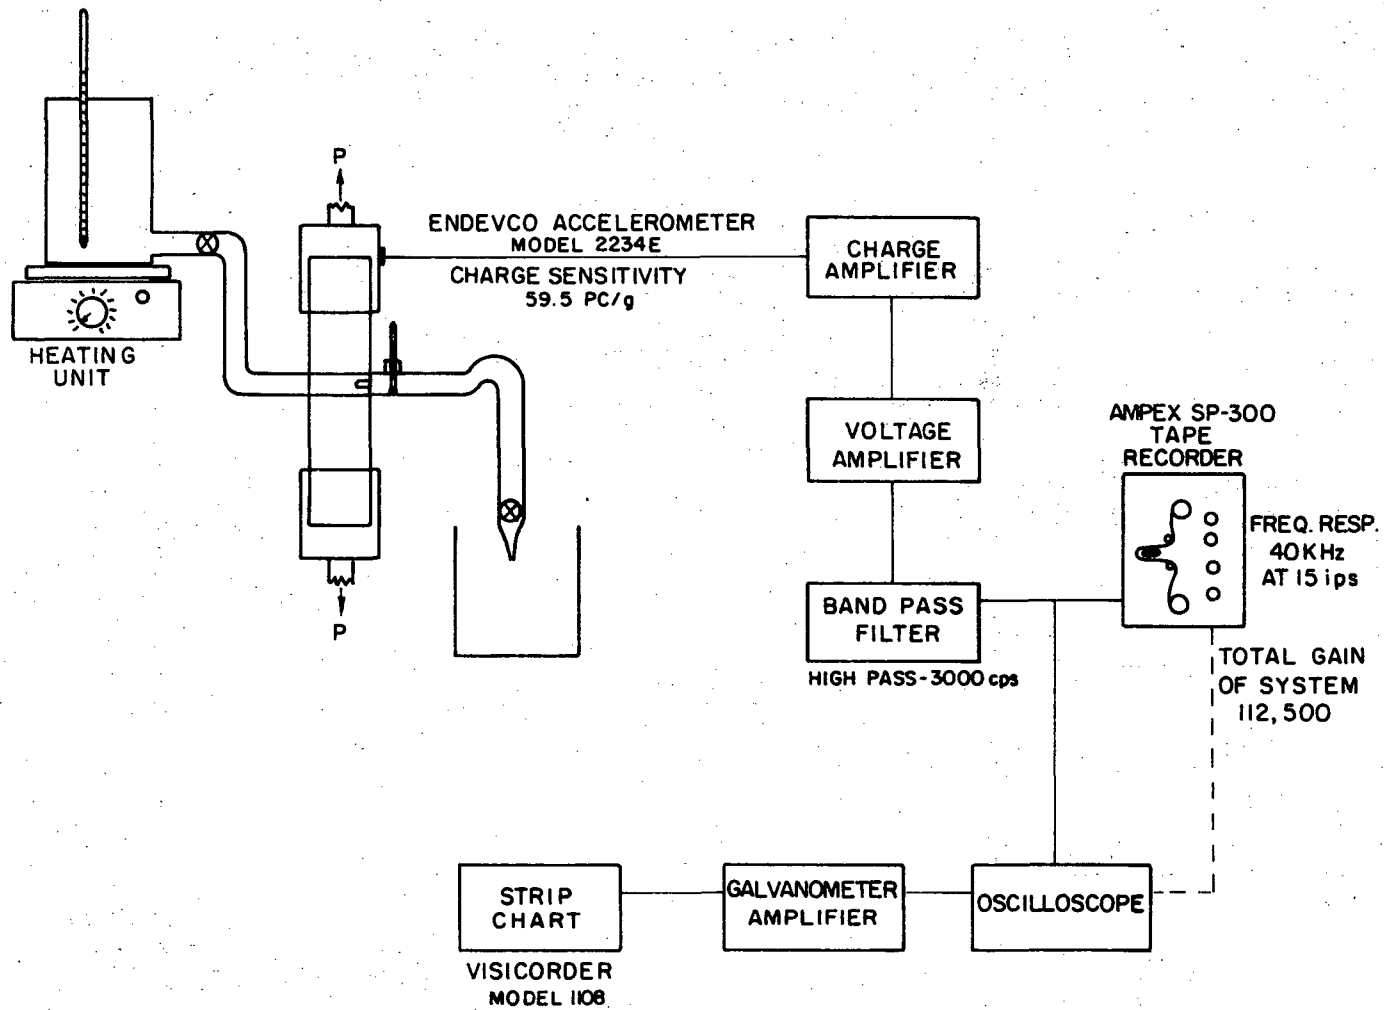 P
ENDEVCO ACCELEROMETER
MODEL 2234E
CHARGE SENSITIVITY
59.5 PC/g
CHARGE
AMPLIFIER
HEATING
UNIT
VOLTAGE
AMPLIFIER
AMPEX SP-300
TAPE
RECORDER
FREQ. RESP.
40KHz
AT 15 ips
P
BAND PASS
FILTER
HIGH PASS-3000 cps
TOTAL GAIN
OF SYSTEM
112,500
STRIP
CHART
GALVANOMETER
AMPLIFIER
OSCILLOSCOPE
VISICORDER
MODEL 1108